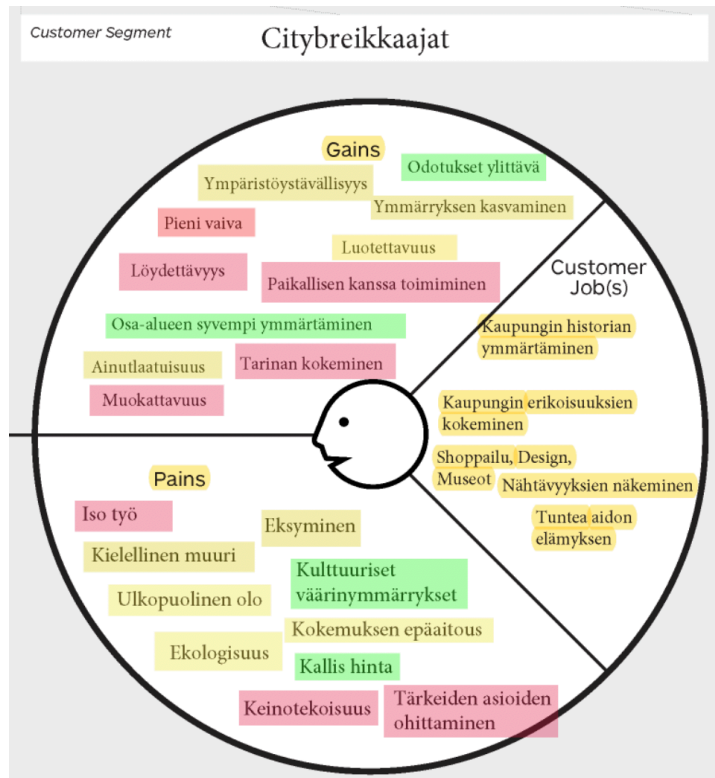 Customer Segment
Citybreikkaajat
Gains
Odotukset ylittävä
Ympäristöystävällisyys
Ymmärryksen kasvaminen
Pieni vaiva
Luotettavuus
Löydettävyys
Paikallisen kanssa toimiminen
Osa-alueen syvempi ymmärtäminen
Ainutlaatuisuus
Tarinan kokeminen
Muokattavuus
Customer
Job(s)
Kaupungin historian
ymmärtäminen
Kaupungin erikoisuuksien
kokeminen
Shoppailu, Design,
Museot
Nähtävyyksien näkeminen
Tuntea aidon
elämyksen
Pains
Iso työ
Eksyminen
Kielellinen muuri
Kulttuuriset
väärinymmärrykset
Ulkopuolinen olo
Kokemuksen epäaitous
Ekologisuus
Kallis hinta
Keinotekoisuus
Tärkeiden asioiden
ohittaminen